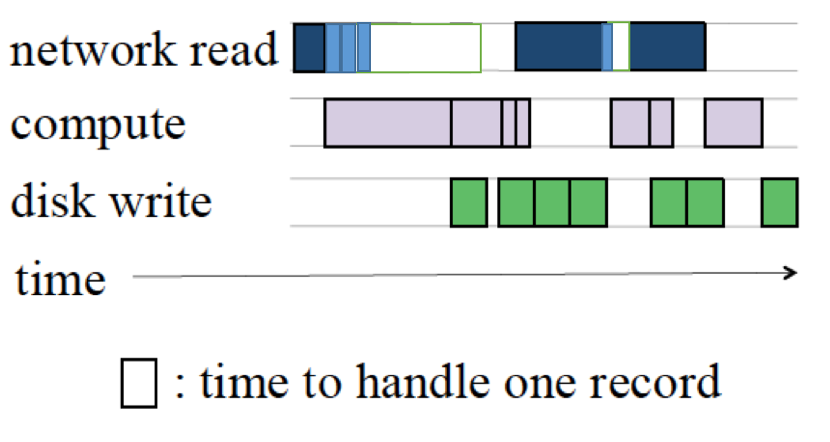 network read
compute
disk write
time
: time to handle one record